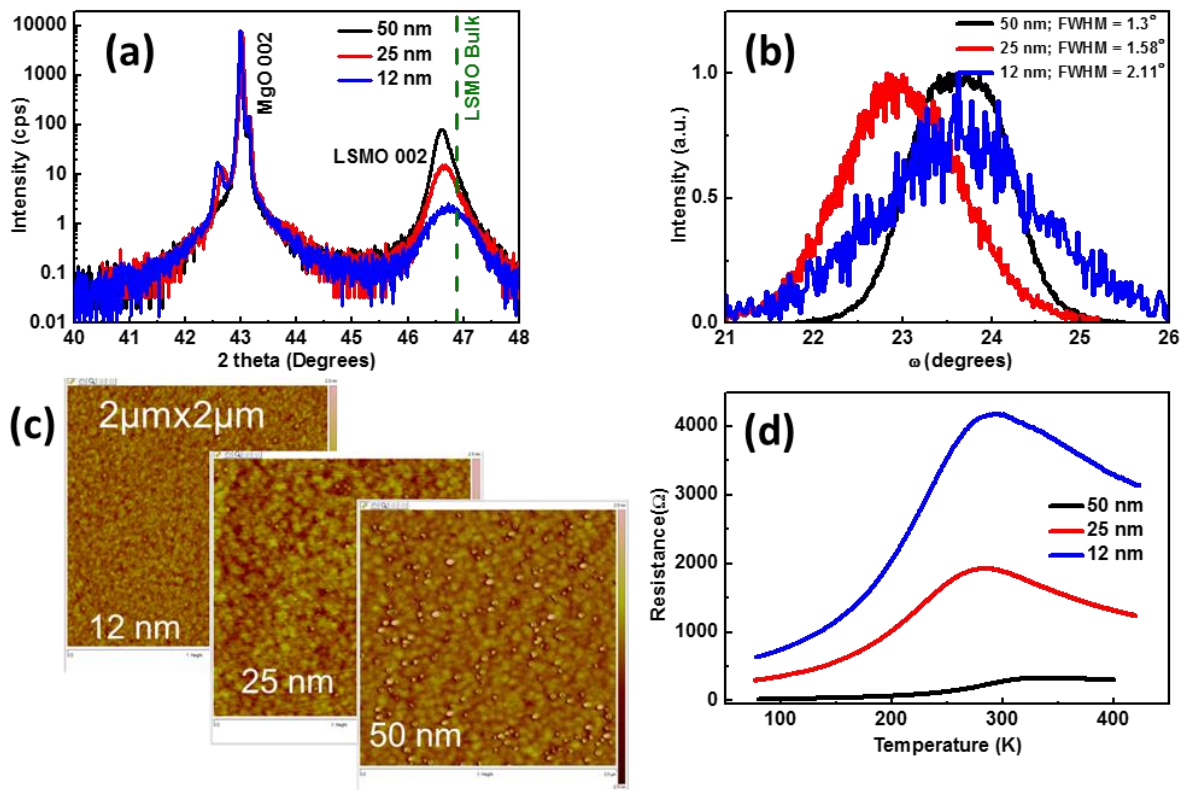 (a)
Intensity (cps)
10000
1000
100
10
1
0.1
0.01
MgO 002
50 nm
25 nm
12 nm
LSMO 002
LSMO Bulk
40 41 42 43 44 45 46 47 48
2 theta (Degrees)
(b)
50 nm; FWHM = 1.3°
25 nm; FWHM = 1.58°
12 nm; FWHM = 2.11°
Intensity (a.u.)
1.0
0.5
0.0
21 22 23 24 25 26
ω (degrees)
(c)
2µmx2µm
12 nm
25 nm
50 nm
(d)
Resistance(Ω)
4000
3000
2000
1000
0
50 nm
25 nm
12 nm
100 200 300 400
Temperature (K)